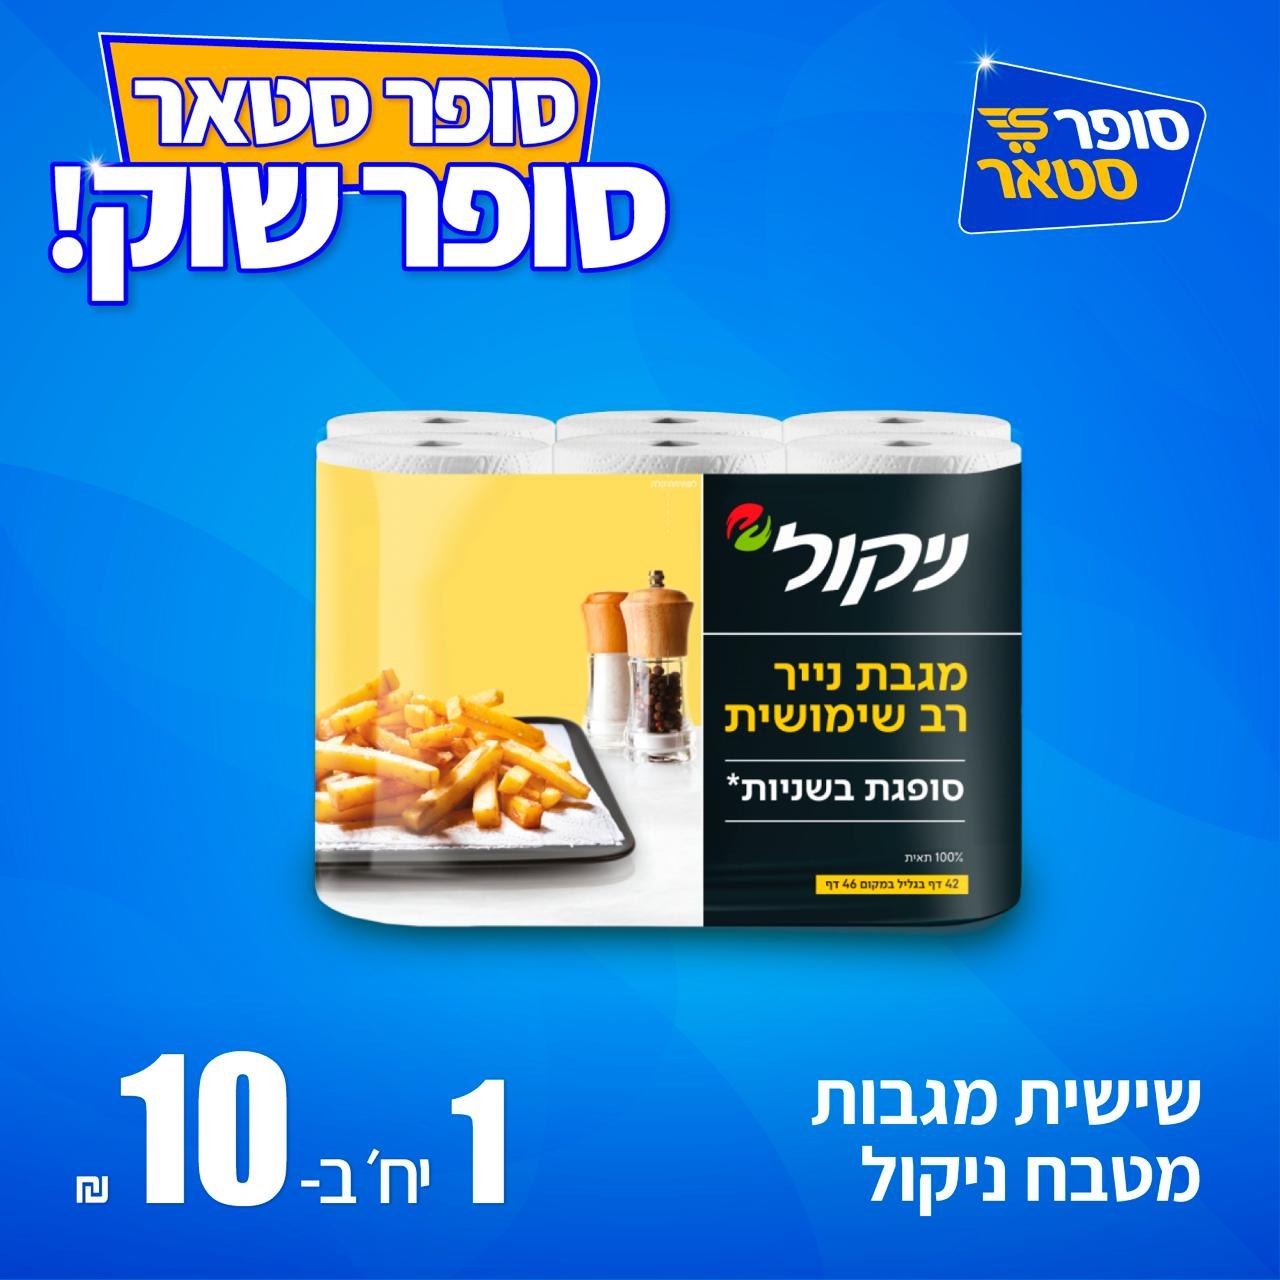 סופר סטאר
סופר שוק!
סופר
סטאר
ניקול
מגבת נייר
רב שימושית
סופגת בשניות*
100% תאית
42 דף בגליל במקום 46 דף
שישית מגבות
מטבח ניקול
1 יח' ב- 10 ₪